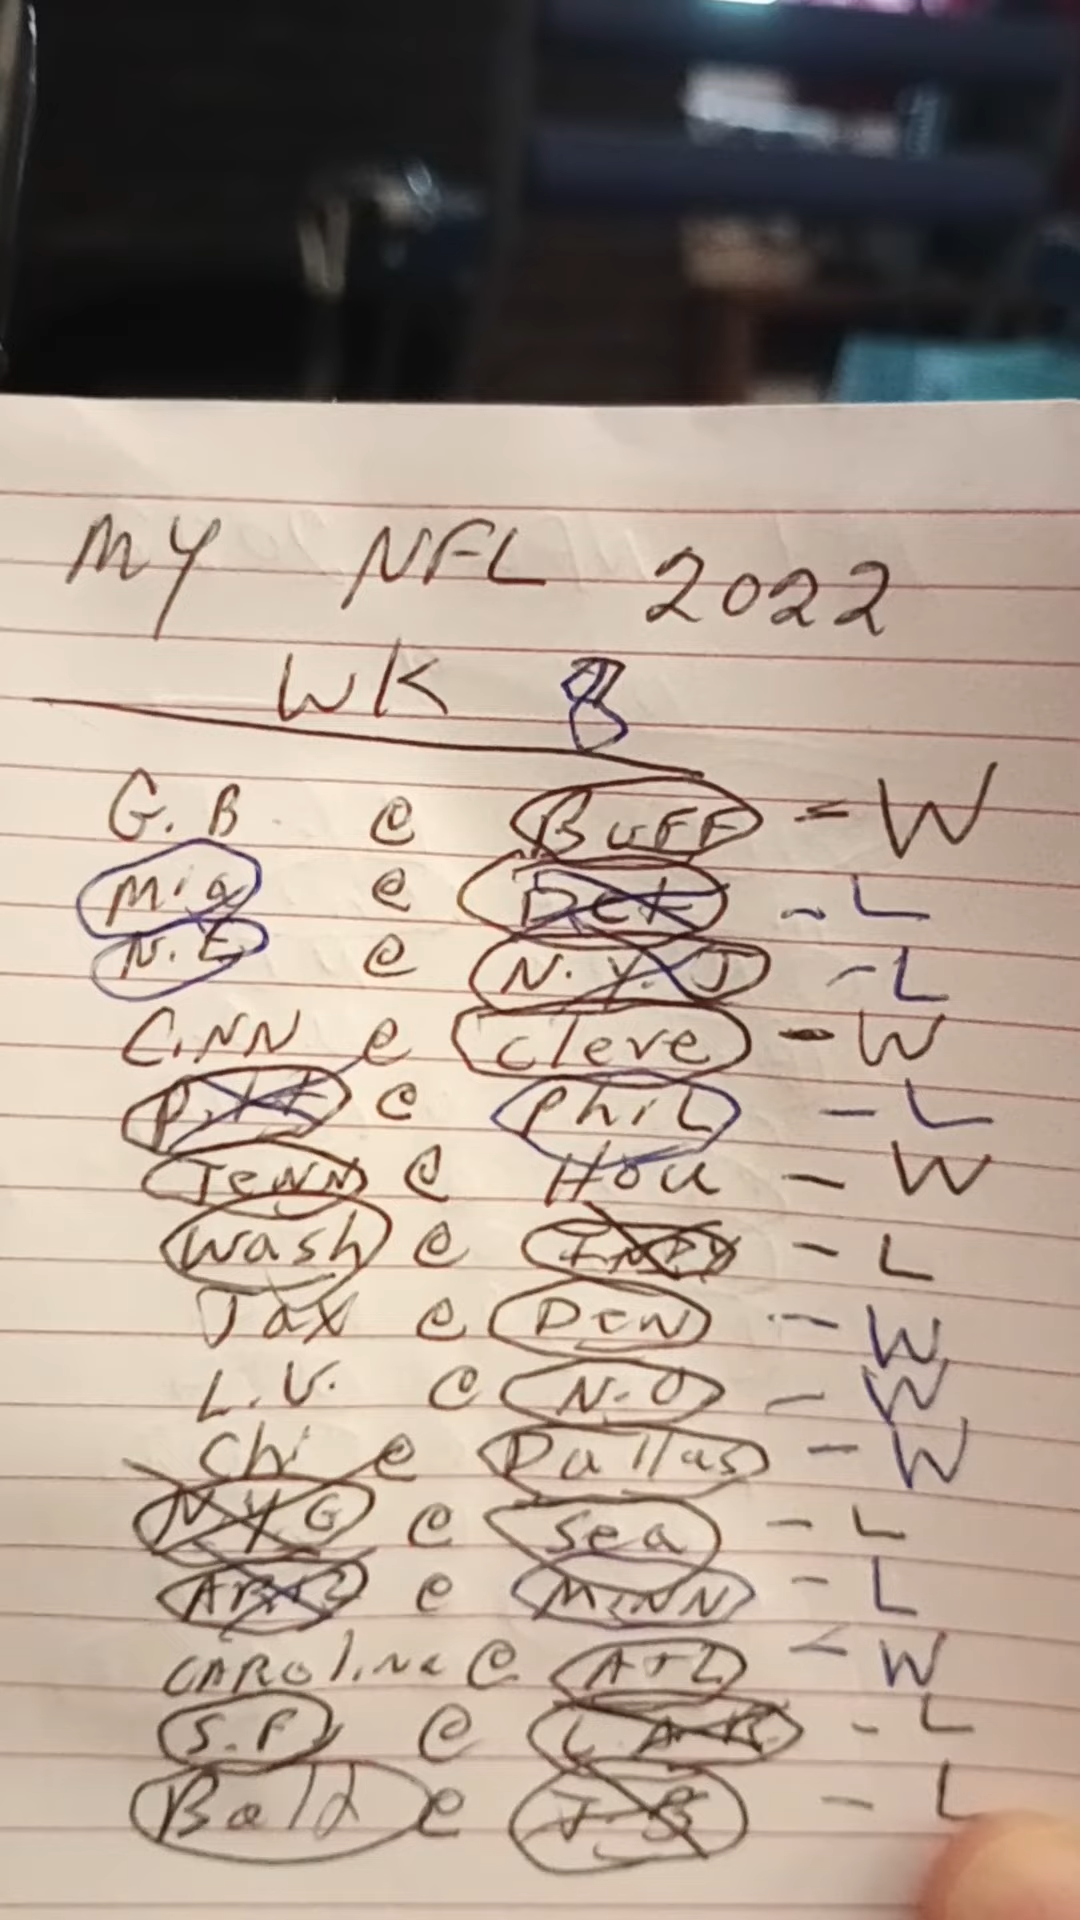 MY NFL 2022
WK 8
G.B @ BUFF = W
Mia @ Det - L
N.E @ N.Y.J - L
CINN @ Cleve - W
Pitt @ Phil - L
Tenn @ Hou - W
Wash @ INDY - L
Jax @ Den - W
L.V. @ N.O - W
Chi @ Dallas - W
NYG @ Sea - L
ARIZ @ MINN - L
CAROlina @ Atl - W
S.F @ L.A.R. - L
@ T.B - L